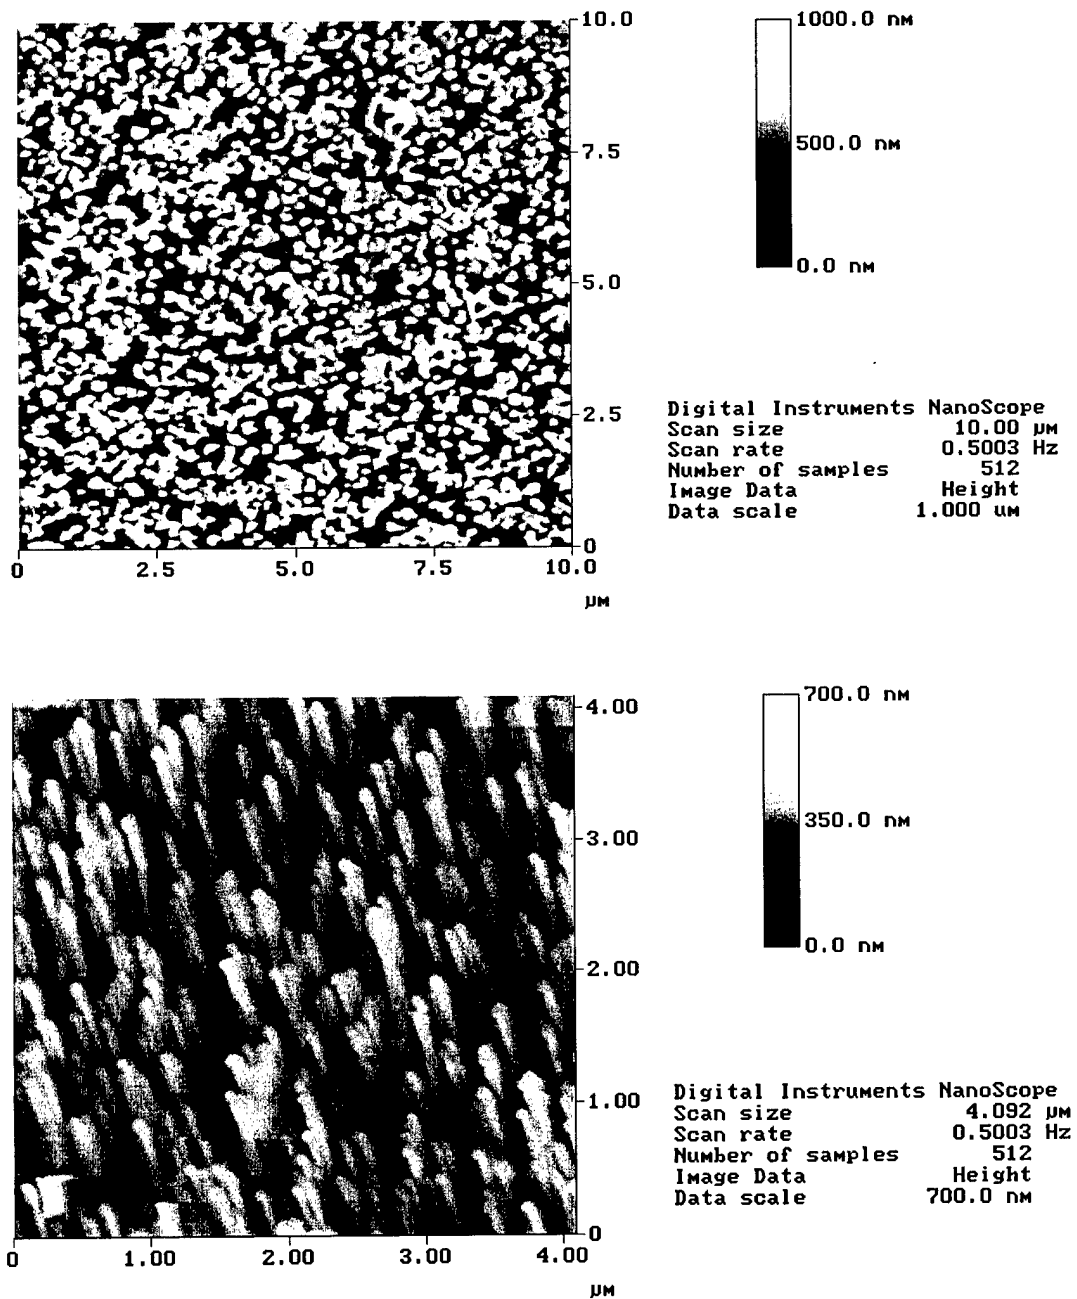 10.0
7.5
5.0
2.5
0
0 2.5 5.0 7.5 10.0
μM
1000.0 nM
500.0 nM
0.0 nM
Digital Instruments NanoScope
Scan size 10.00 μM
Scan rate 0.5003 Hz
Number of samples 512
Image Data Height
Data scale 1.000 uM
4.00
3.00
2.00
1.00
0
0 1.00 2.00 3.00 4.00
μM
700.0 nM
350.0 nM
0.0 nM
Digital Instruments NanoScope
Scan size 4.092 μM
Scan rate 0.5003 Hz
Number of samples 512
Image Data Height
Data scale 700.0 nM